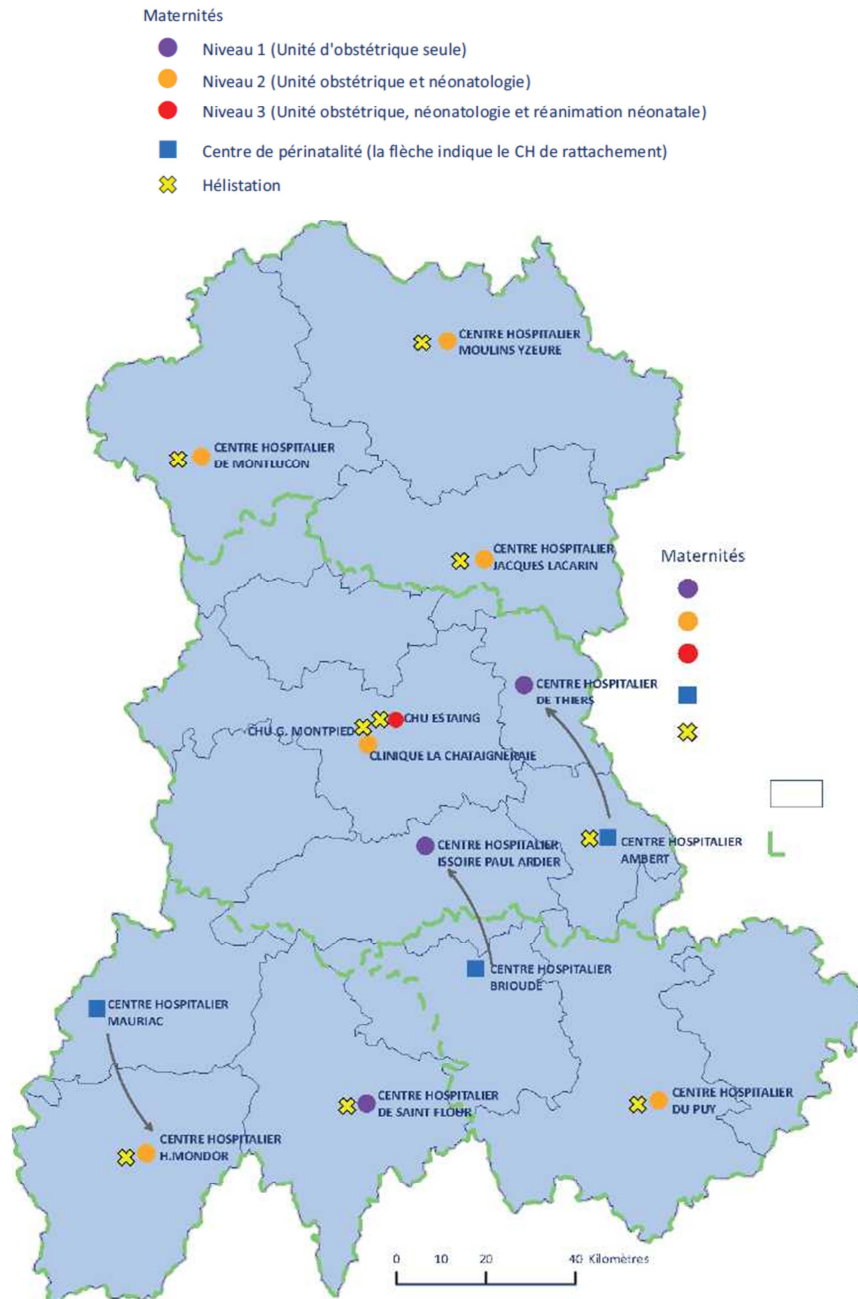 Maternités
Niveau 1 (Unité d'obstétrique seule)
Niveau 2 (Unité obstétrique et néonatologie)
Niveau 3 (Unité obstétrique, néonatologie et réanimation néonatale)
Centre de périnatalité (la flèche indique le CH de rattachement)
Hélistation
CENTRE HOSPITALIER
MOULINS YZEURE
CENTRE HOSPITALIER
DE MONTLUCON
CENTRE HOSPITALIER
JACQUES LACARIN
Maternités
CENTRE HOSPITALIER
DE THIERS
CHU ESTAING
CHU G. MONTPIED
CLINIQUE LA CHATAIGNERAIE
CENTRE HOSPITALIER
ISSOIRE PAUL ARDIER
CENTRE HOSPITALIER
AMBERT
CENTRE HOSPITALIER
BRIOUDE
CENTRE HOSPITALIER
MAURIAC
CENTRE HOSPITALIER
DE SAINT FLOUR
CENTRE HOSPITALIER
DU PUY
CENTRE HOSPITALIER
H.MONDOR
0 10 20 40 Kilomètres